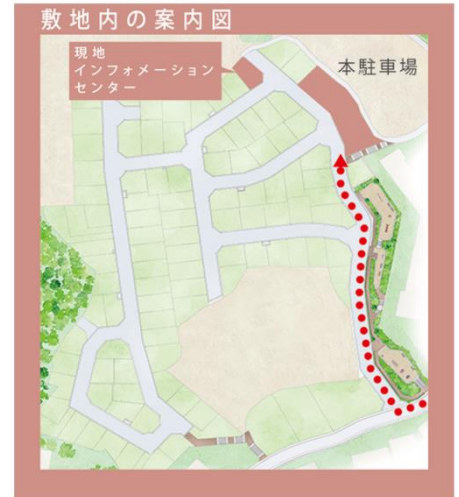 敷地内の案内図
現地
インフォメーション
センター
本駐車場